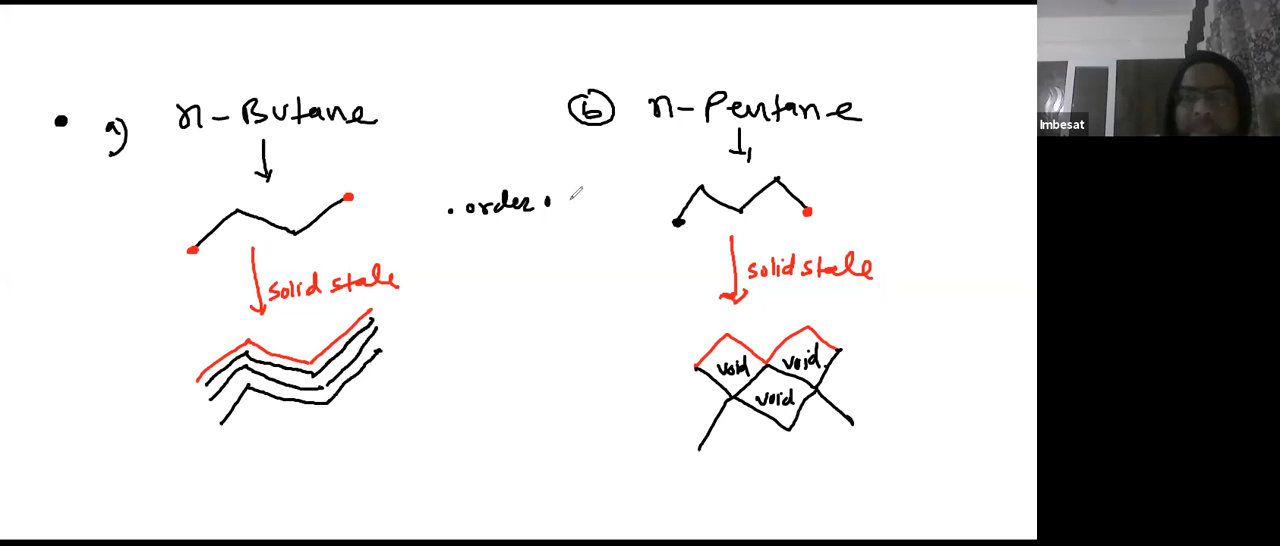 • a) n-Butane
(b) n-Pentane
• order •
solid state
solid state
void
void
void
Imbesat